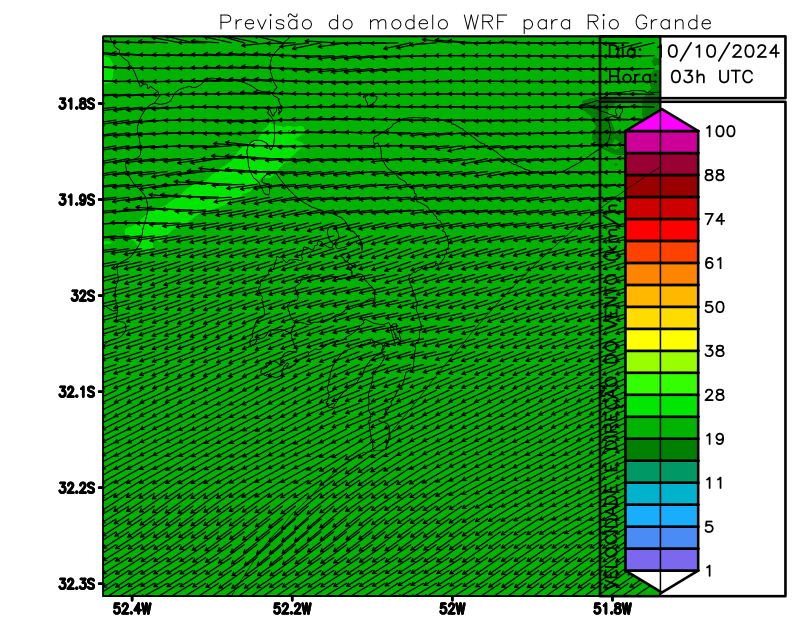 Previsão do modelo WRF para Rio Grande
Dia: 10/10/2024
Hora: 03h UTC
31.8S
31.9S
32S
32.1S
32.2S
32.3S
52.4W
52.2W
52W
51.8W
VELOCIDADE E DIREÇÃO DO VENTO (km/h)
100
88
74
61
50
38
28
19
11
5
1